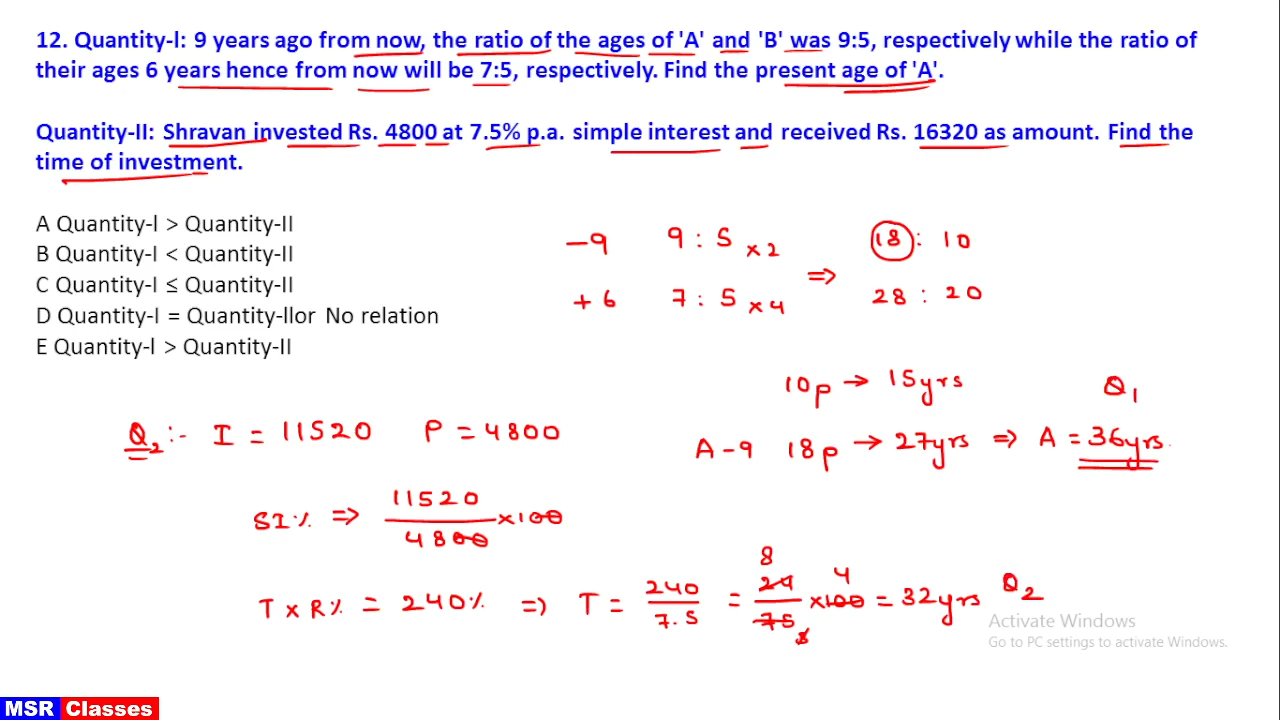 12. Quantity-I: 9 years ago from now, the ratio of the ages of 'A' and 'B' was 9:5, respectively while the ratio of
their ages 6 years hence from now will be 7:5, respectively. Find the present age of 'A'.
Quantity-II: Shravan invested Rs. 4800 at 7.5% p.a. simple interest and received Rs. 16320 as amount. Find the
time of investment.
A Quantity-I > Quantity-II
B Quantity-I < Quantity-II
C Quantity-I ≤ Quantity-II
D Quantity-I = Quantity-IIor No relation
E Quantity-I > Quantity-II
-9 9 : 5 ×2 ⇒ 18 : 10
+6 7 : 5 ×4 28 : 20
10p → 15yrs Q1
A-9 18p → 27yrs ⇒ A = 36yrs
Q2 :- I = 11520 P = 4800
SI% ⇒ 11520/4800 ×100
T×R% = 240% ⇒ T = 240/7.5 = 8 24/75 3 ×100 4 = 32yrs Q2
Activate Windows
Go to PC settings to activate Windows.
MSR Classes